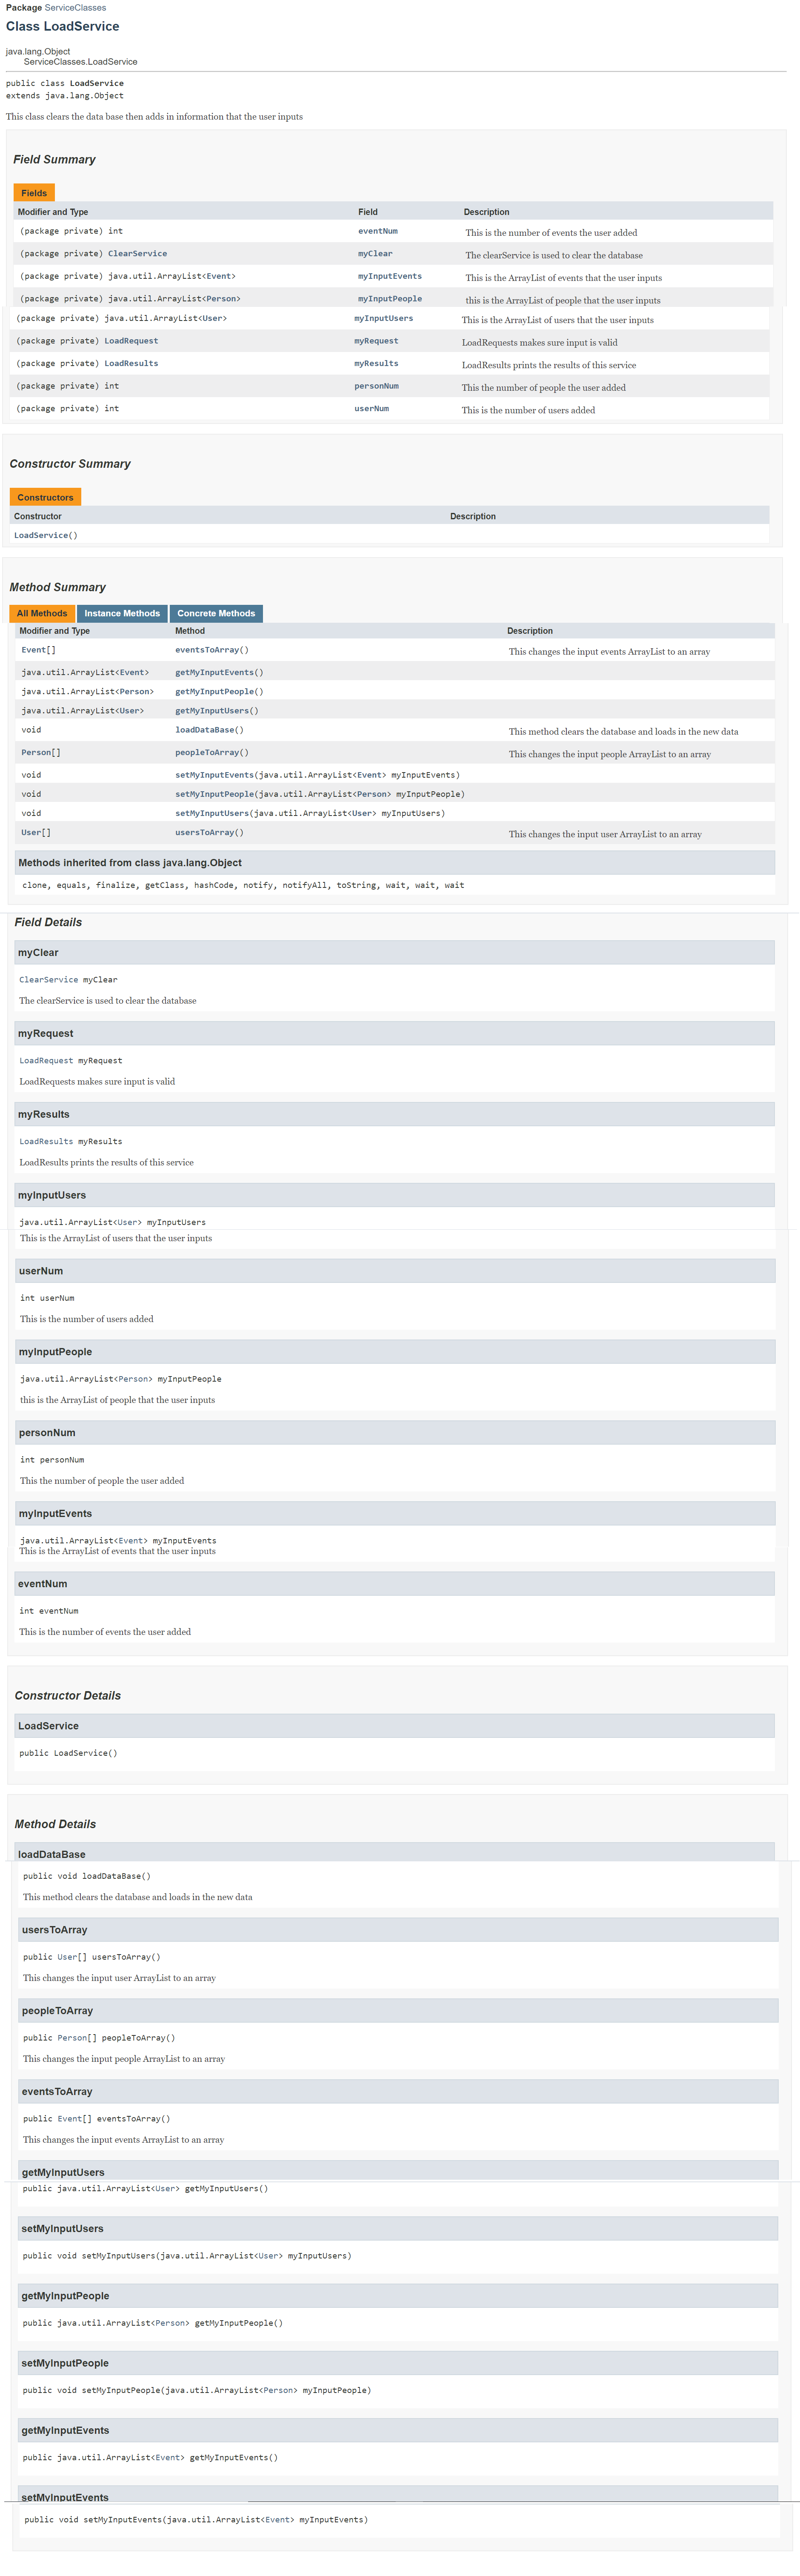 Package ServiceClasses
Class LoadService
java.lang.Object
ServiceClasses.LoadService
public class LoadService
extends java.lang.Object
This class clears the data base then adds in information that the user inputs
Field Summary
Fields
Modifier and Type Field Description
(package private) int eventNum This is the number of events the user added
(package private) ClearService myClear The clearService is used to clear the database
(package private) java.util.ArrayList<Event> myInputEvents This is the ArrayList of events that the user inputs
(package private) java.util.ArrayList<Person> myInputPeople this is the ArrayList of people that the user inputs
(package private) java.util.ArrayList<User> myInputUsers This is the ArrayList of users that the user inputs
(package private) LoadRequest myRequest LoadRequests makes sure input is valid
(package private) LoadResults myResults LoadResults prints the results of this service
(package private) int personNum This the number of people the user added
(package private) int userNum This is the number of users added
Constructor Summary
Constructors
Constructor Description
LoadService()
Method Summary
All Methods Instance Methods Concrete Methods
Modifier and Type Method Description
Event[] eventsToArray() This changes the input events ArrayList to an array
java.util.ArrayList<Event> getMyInputEvents()
java.util.ArrayList<Person> getMyInputPeople()
java.util.ArrayList<User> getMyInputUsers()
void loadDataBase() This method clears the database and loads in the new data
Person[] peopleToArray() This changes the input people ArrayList to an array
void setMyInputEvents(java.util.ArrayList<Event> myInputEvents)
void setMyInputPeople(java.util.ArrayList<Person> myInputPeople)
void setMyInputUsers(java.util.ArrayList<User> myInputUsers)
User[] usersToArray() This changes the input user ArrayList to an array
Methods inherited from class java.lang.Object
clone, equals, finalize, getClass, hashCode, notify, notifyAll, toString, wait, wait, wait
Field Details
myClear
ClearService myClear
The clearService is used to clear the database
myRequest
LoadRequest myRequest
LoadRequests makes sure input is valid
myResults
LoadResults myResults
LoadResults prints the results of this service
myInputUsers
java.util.ArrayList<User> myInputUsers
This is the ArrayList of users that the user inputs
userNum
int userNum
This is the number of users added
myInputPeople
java.util.ArrayList<Person> myInputPeople
this is the ArrayList of people that the user inputs
personNum
int personNum
This the number of people the user added
myInputEvents
java.util.ArrayList<Event> myInputEvents
This is the ArrayList of events that the user inputs
eventNum
int eventNum
This is the number of events the user added
Constructor Details
LoadService
public LoadService()
Method Details
loadDataBase
public void loadDataBase()
This method clears the database and loads in the new data
usersToArray
public User[] usersToArray()
This changes the input user ArrayList to an array
peopleToArray
public Person[] peopleToArray()
This changes the input people ArrayList to an array
eventsToArray
public Event[] eventsToArray()
This changes the input events ArrayList to an array
getMyInputUsers
public java.util.ArrayList<User> getMyInputUsers()
setMyInputUsers
public void setMyInputUsers(java.util.ArrayList<User> myInputUsers)
getMyInputPeople
public java.util.ArrayList<Person> getMyInputPeople()
setMyInputPeople
public void setMyInputPeople(java.util.ArrayList<Person> myInputPeople)
getMyInputEvents
public java.util.ArrayList<Event> getMyInputEvents()
setMyInputEvents
public void setMyInputEvents(java.util.ArrayList<Event> myInputEvents)